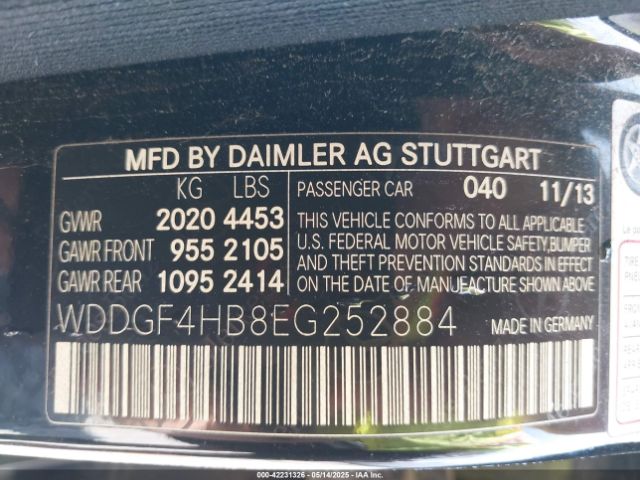 MFD BY DAIMLER AG STUTTGART
KG LBS
GVWR 2020 4453
GAWR FRONT 955 2105
GAWR REAR 1095 2414
PASSENGER CAR 040 11/13
THIS VEHICLE CONFORMS TO ALL APPLICABLE
U.S. FEDERAL MOTOR VEHICLE SAFETY,BUMPER
AND THEFT PREVENTION STANDARDS IN EFFECT
ON THE DATE OF MANUFACTURE SHOWN ABOVE
WDDGF4HB8EG252884
MADE IN GERMANY
000-42231326 05/14/2025 IAAI.COM